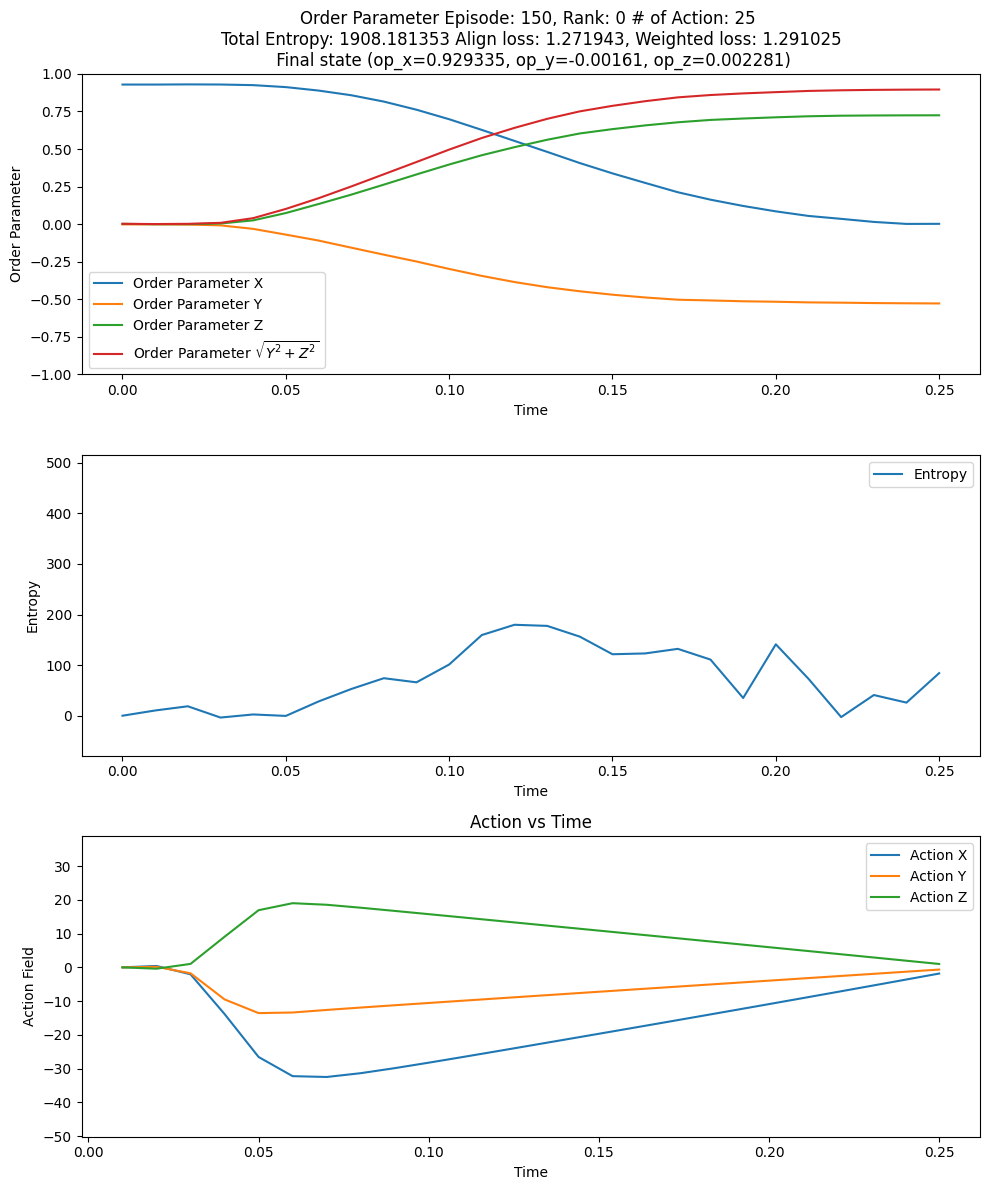 Order Parameter Episode: 150, Rank: 0 # of Action: 25
Total Entropy: 1908.181353 Align loss: 1.271943, Weighted loss: 1.291025
Final state (op_x=0.929335, op_y=-0.00161, op_z=0.002281)
1.00
0.75
0.50
0.25
0.00
−0.25
−0.50
−0.75
−1.00
Order Parameter
Order Parameter X
Order Parameter Y
Order Parameter Z
Order Parameter √Y² + Z²
0.00 0.05 0.10 0.15 0.20 0.25
Time
500
400
300
200
100
0
Entropy
Entropy
0.00 0.05 0.10 0.15 0.20 0.25
Time
Action vs Time
30
20
10
0
−10
−20
−30
−40
−50
Action Field
Action X
Action Y
Action Z
0.00 0.05 0.10 0.15 0.20 0.25
Time